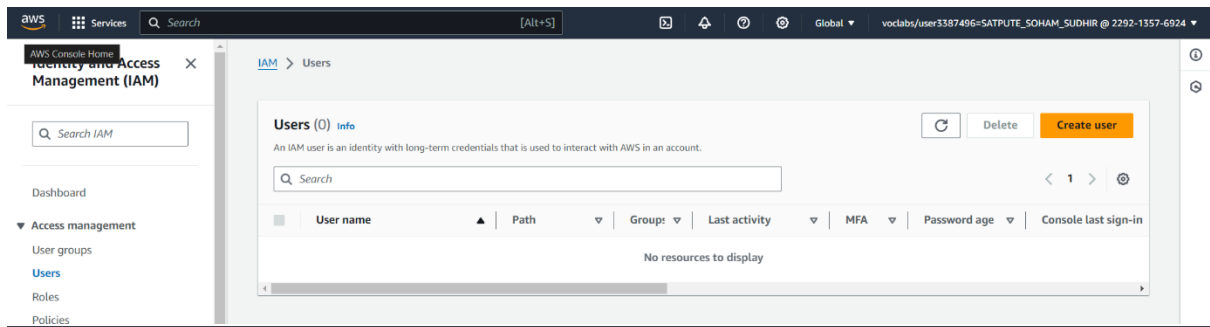 aws Services Search [Alt+S] Global voclabs/user3387496=SATPUTE_SOHAM_SUDHIR @ 2292-1357-6924
AWS Console Home
Identity and Access
Management (IAM)
Search IAM
Dashboard
Access management
User groups
Users
Roles
Policies
IAM > Users
Users (0) Info
Delete
Create user
An IAM user is an identity with long-term credentials that is used to interact with AWS in an account.
Search
1
User name Path Group: Last activity MFA Password age Console last sign-in
No resources to display